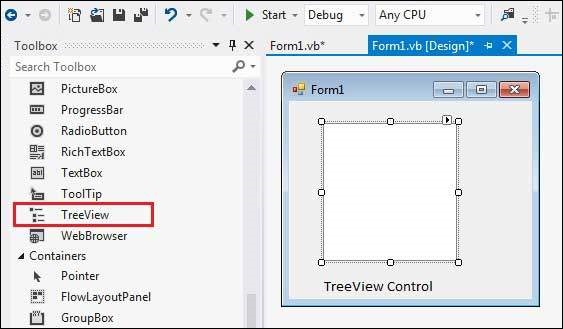 Start Debug Any CPU
Toolbox
Form1.vb* Form1.vb [Design]*
Search Toolbox
PictureBox
ProgressBar
RadioButton
RichTextBox
TextBox
ToolTip
TreeView
WebBrowser
Containers
Pointer
FlowLayoutPanel
GroupBox
Form1
TreeView Control